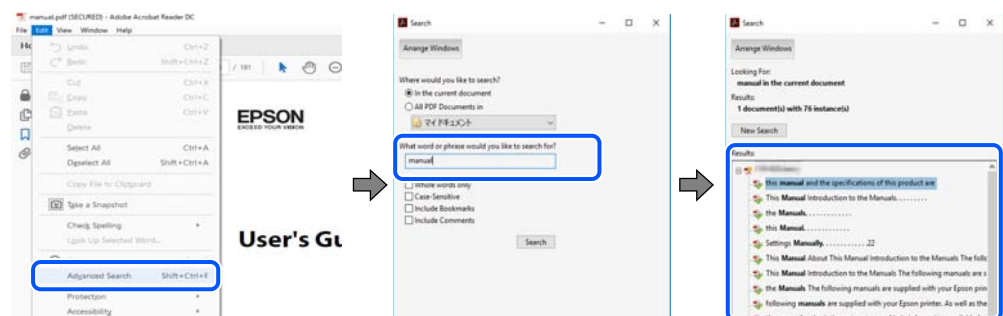 manual.pdf (SECURED) - Adobe Acrobat Reader DC
File Edit View Window Help
Undo Ctrl+Z
Redo Shift+Ctrl+Z
Cut Ctrl+X
Copy Ctrl+C
Paste Ctrl+V
Delete
Select All Ctrl+A
Deselect All Shift+Ctrl+A
Copy File to Clipboard
Take a Snapshot
Check Spelling
Look Up Selected Word...
Advanced Search Shift+Ctrl+F
Protection
Accessibility
/ 181
EPSON
EXCEED YOUR VISION
User's Gu
Search
Arrange Windows
Where would you like to search?
In the current document
All PDF Documents in
マイ ドキュメント
What word or phrase would you like to search for?
manual
Whole words only
Case-Sensitive
Include Bookmarks
Include Comments
Search
Search
Arrange Windows
Looking For:
manual in the current document
Results:
1 document(s) with 76 instance(s)
New Search
Results:
this manual and the specifications of this product are
This Manual Introduction to the Manuals. . . . . . . . .
the Manuals. . . . . . . . . . . . .
this Manual. . . . . . . . . . . . .
Settings Manually. . . . . . . . . . . . 22
This Manual About This Manual Introduction to the Manuals The follo
This Manual Introduction to the Manuals The following manuals are s
the Manuals The following manuals are supplied with your Epson prin
following manuals are supplied with your Epson printer. As well as the